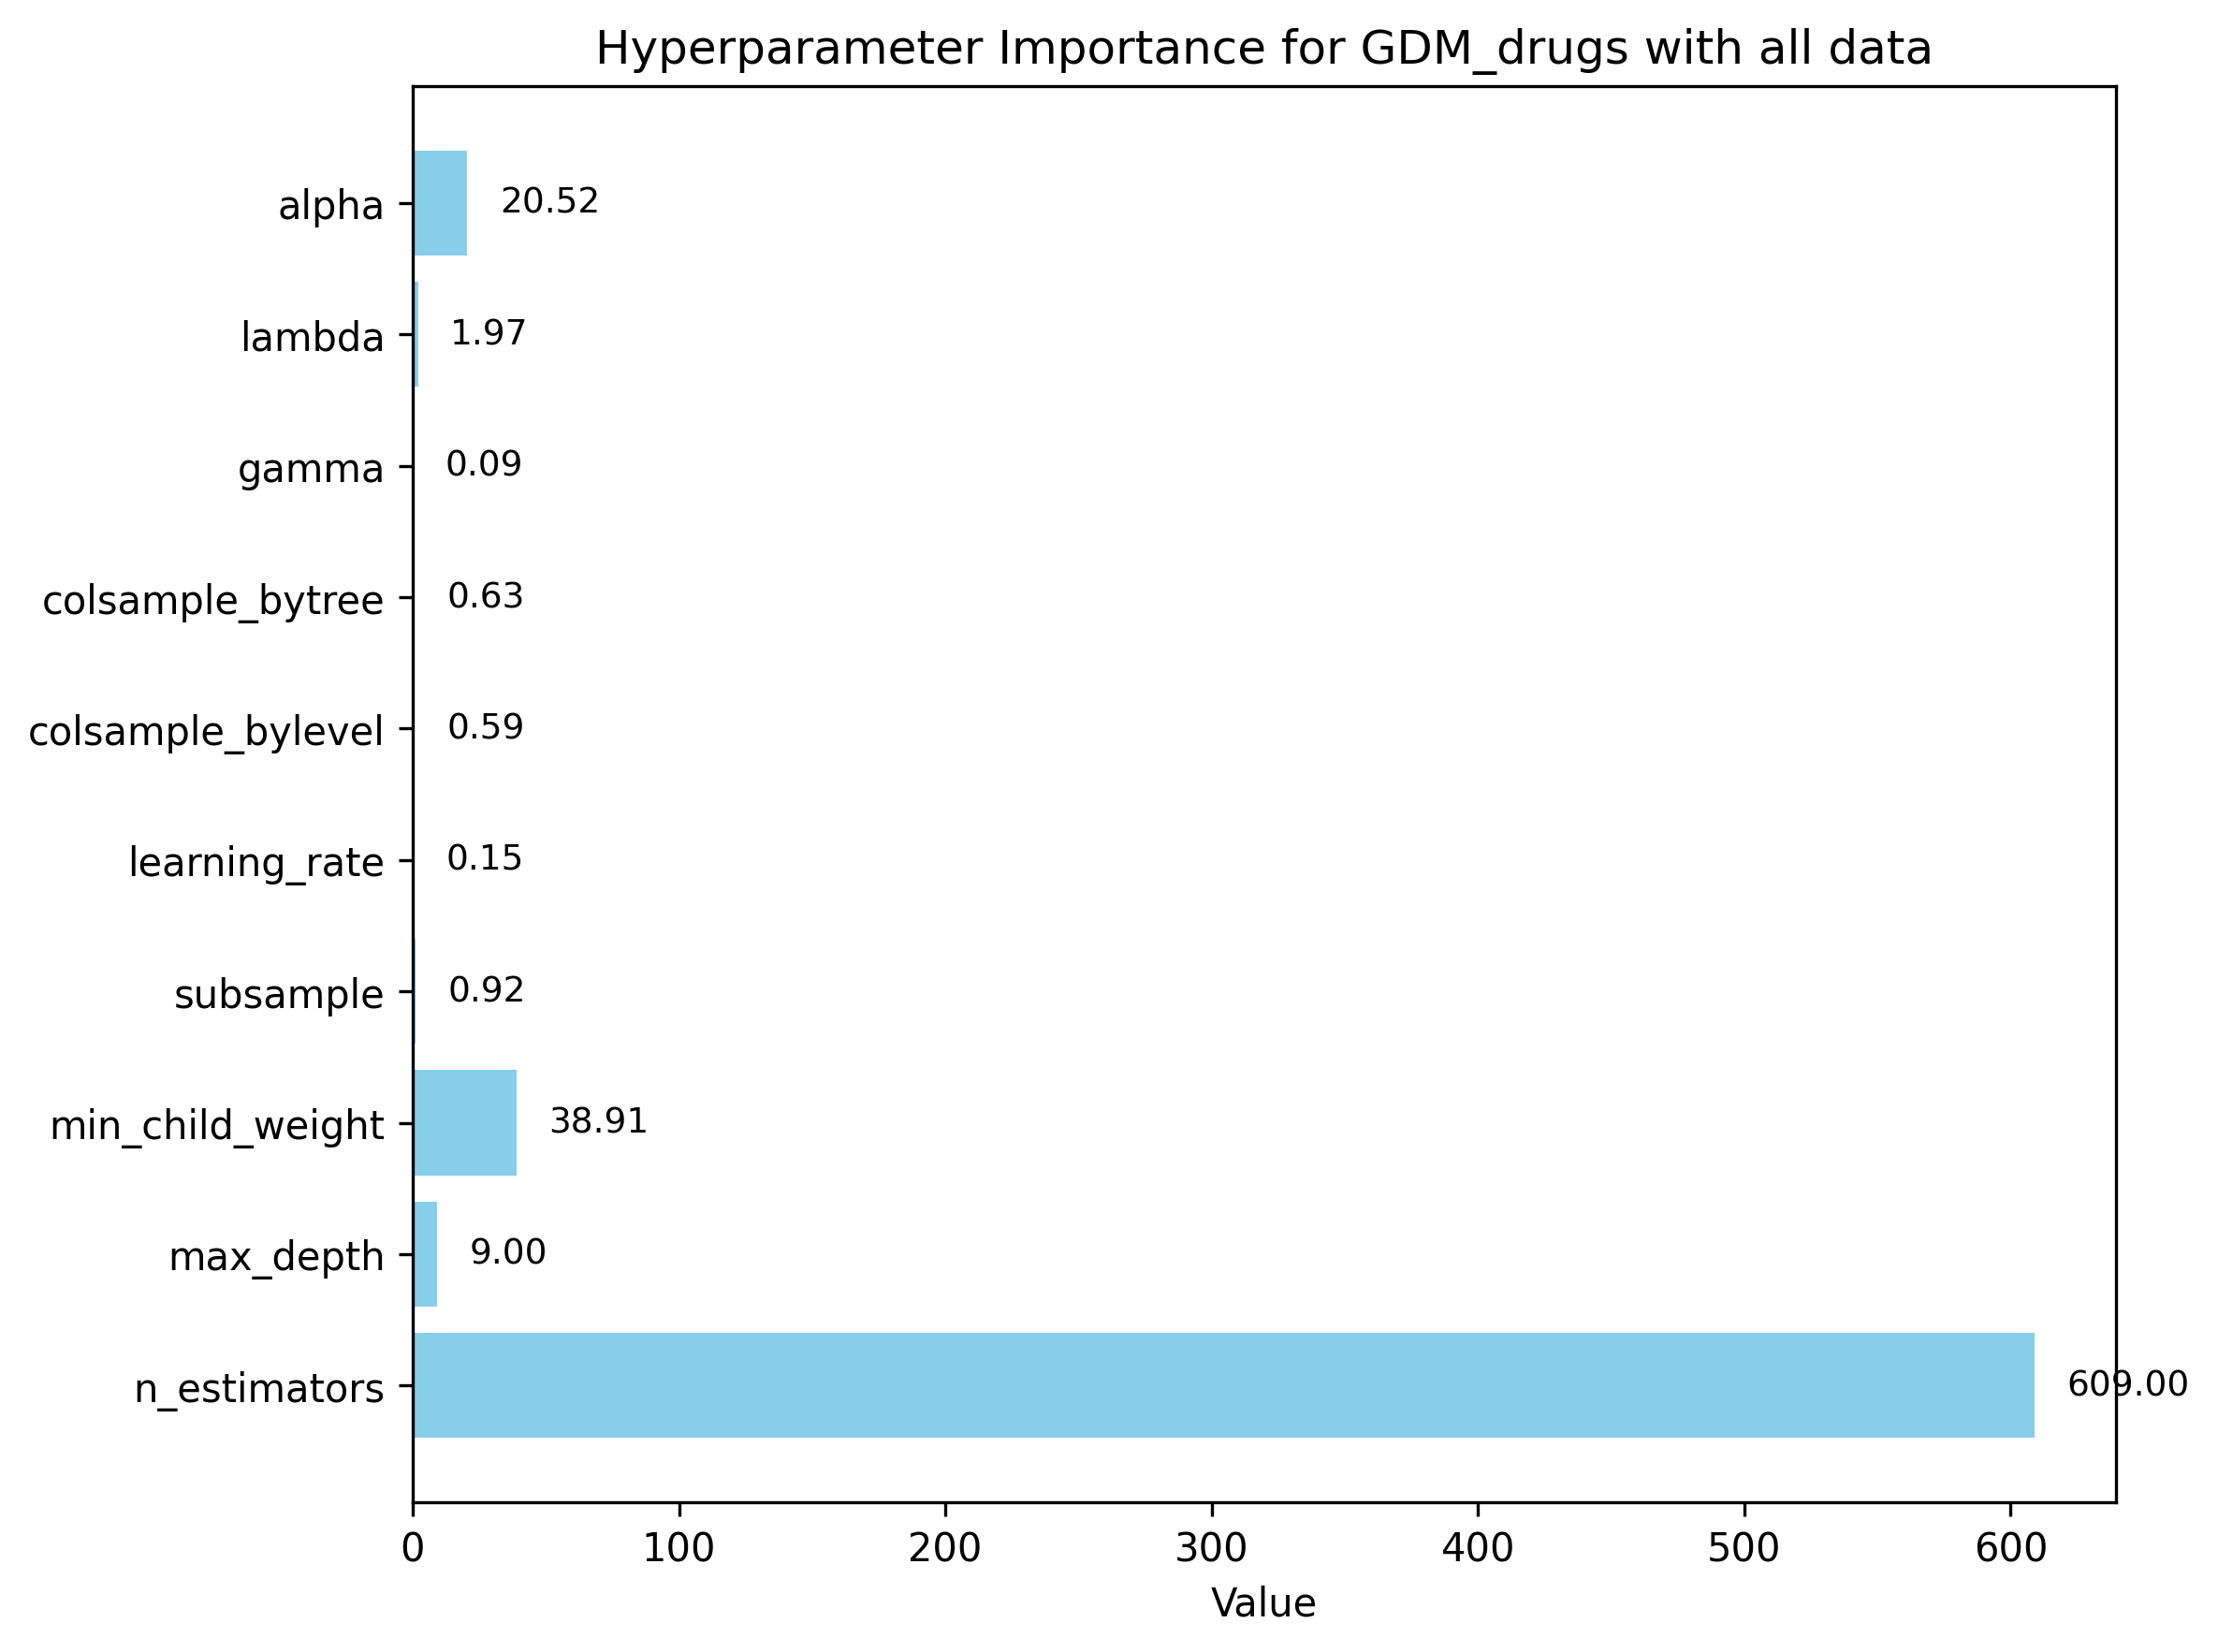 Hyperparameter Importance for GDM_drugs with all data
alpha 20.52
lambda 1.97
gamma 0.09
colsample_bytree 0.63
colsample_bylevel 0.59
learning_rate 0.15
subsample 0.92
min_child_weight 38.91
max_depth 9.00
n_estimators 609.00
0 100 200 300 400 500 600
Value